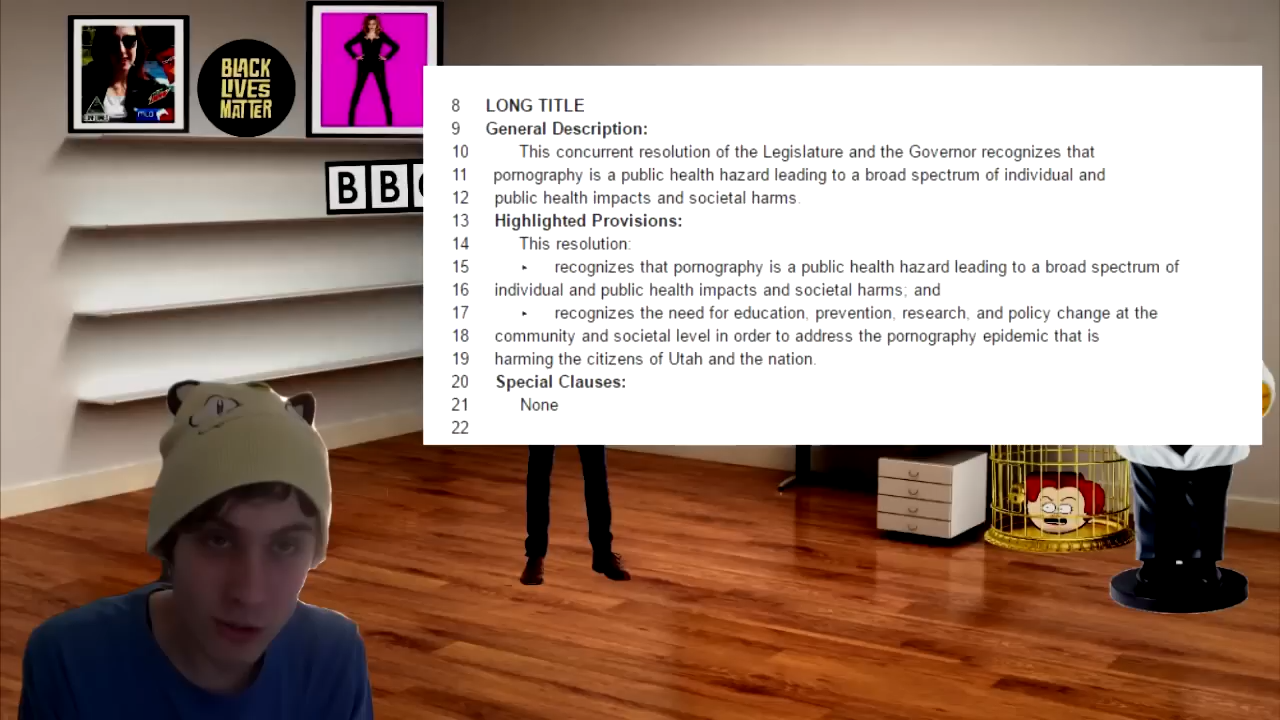 BLACK
LIVES
MATTER
BB
8 LONG TITLE
9 General Description:
10 This concurrent resolution of the Legislature and the Governor recognizes that
11 pornography is a public health hazard leading to a broad spectrum of individual and
12 public health impacts and societal harms.
13 Highlighted Provisions:
14 This resolution:
15 ▸ recognizes that pornography is a public health hazard leading to a broad spectrum of
16 individual and public health impacts and societal harms; and
17 ▸ recognizes the need for education, prevention, research, and policy change at the
18 community and societal level in order to address the pornography epidemic that is
19 harming the citizens of Utah and the nation.
20 Special Clauses:
21 None
22